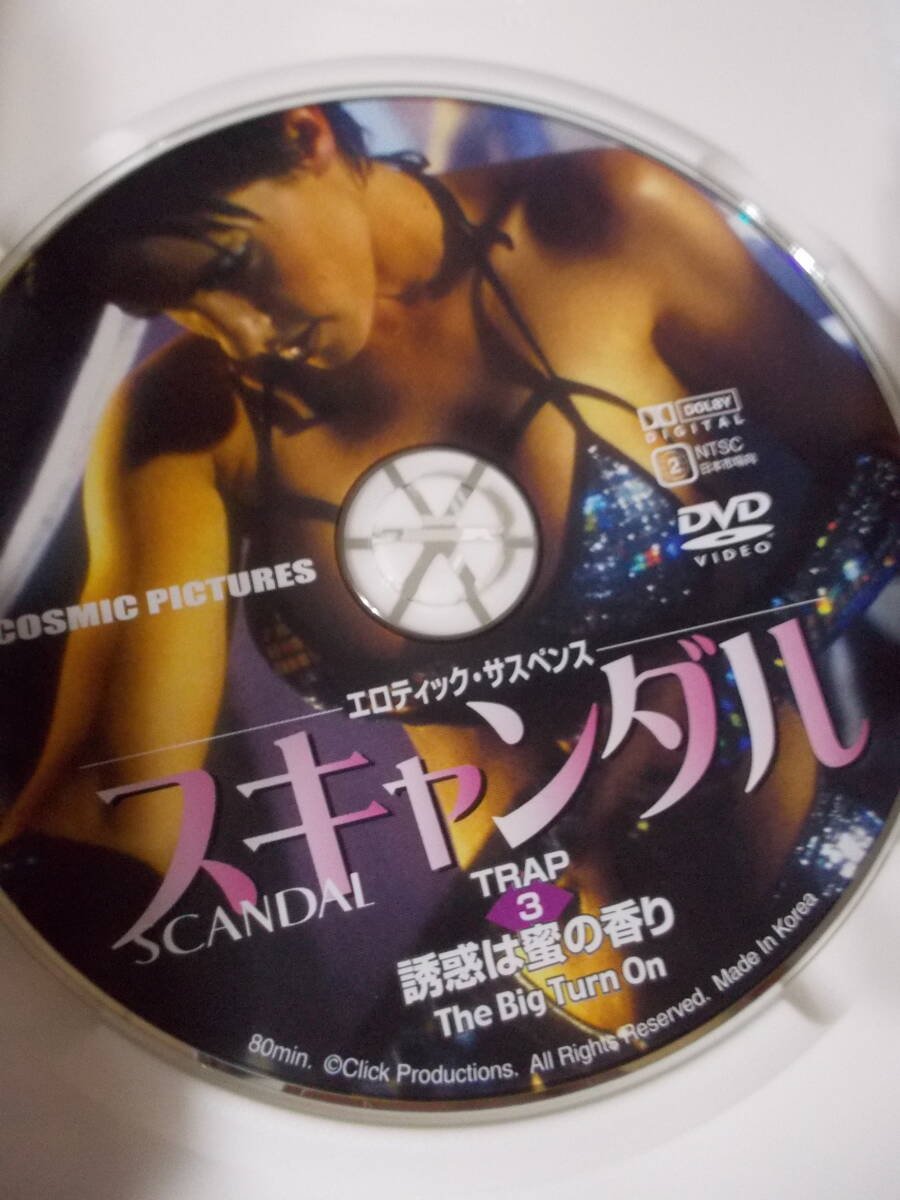 DOLBY
DIGITAL
2 NTSC
日本市場向
DVD
VIDEO
COSMIC PICTURES
エロティック・サスペンス
スキャンダル
SCANDAL
TRAP
3
誘惑は蜜の香り
The Big Turn On
80min. ©Click Productions. All Rights Reserved. Made In Korea